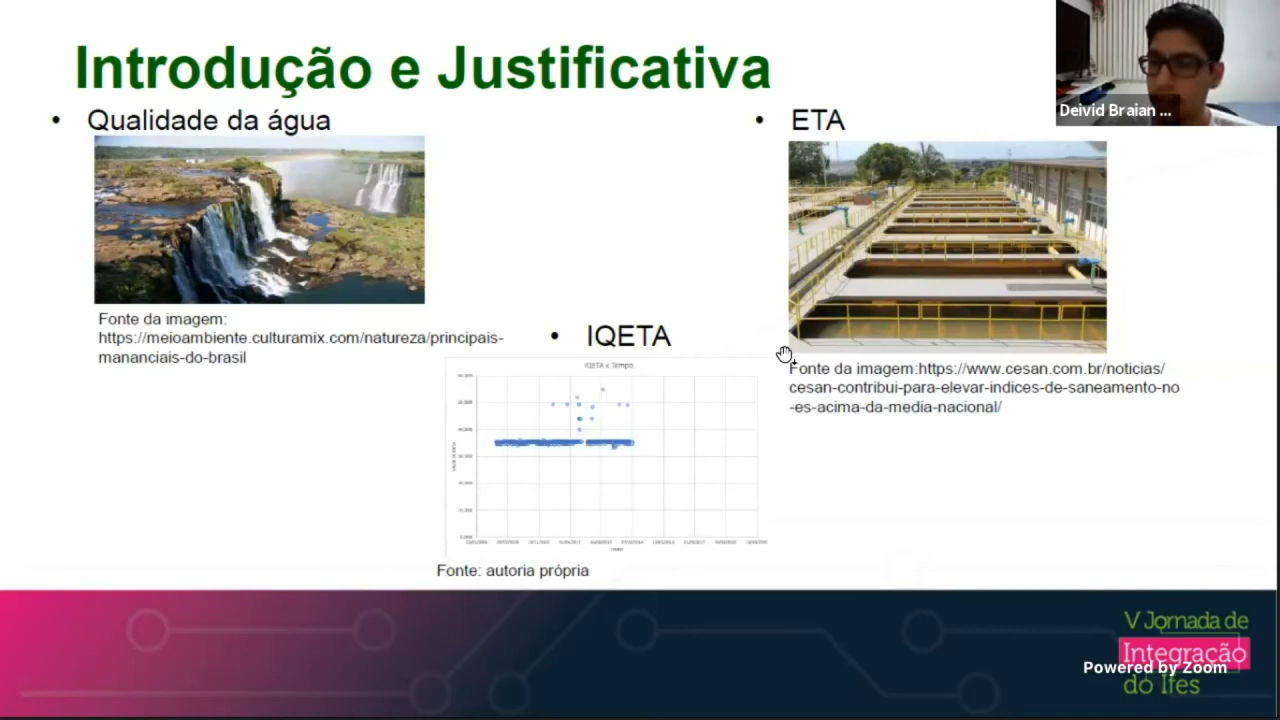 Introdução e Justificativa
• Qualidade da água
Fonte da imagem:
https://meioambiente.culturamix.com/natureza/principais-
mananciais-do-brasil
• IQETA
IQETA x Tempo
Fonte: autoria própria
• ETA
Fonte da imagem:https://www.cesan.com.br/noticias/
cesan-contribui-para-elevar-indices-de-saneamento-no
-es-acima-da-media-nacional/
Deivid Braian ...
V Jornada de
Integração
do Ifes
Powered by Zoom